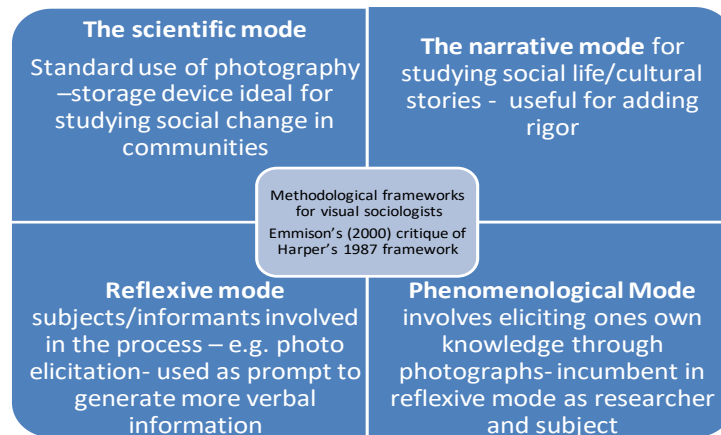 The scientific mode
Standard use of photography
–storage device ideal for
studying social change in
communities
The narrative mode for
studying social life/cultural
stories - useful for adding
rigor
Methodological frameworks
for visual sociologists
Emmison's (2000) critique of
Harper's 1987 framework
Reflexive mode
subjects/informants involved
in the process – e.g. photo
elicitation- used as prompt to
generate more verbal
information
Phenomenological Mode
involves eliciting ones own
knowledge through
photographs- incumbent in
reflexive mode as researcher
and subject